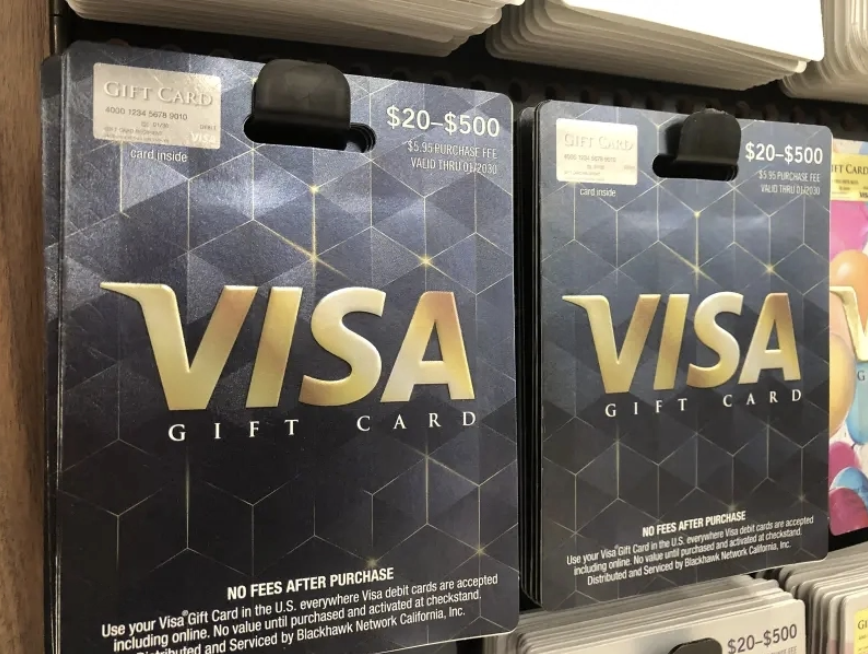 GIFT CARD
4000 1234 5678 9010
VISA
card inside
$20–$500
$5.95 PURCHASE FEE
VALID THRU 01/2030
VISA
GIFT CARD
NO FEES AFTER PURCHASE
Use your Visa® Gift Card in the U.S. everywhere Visa debit cards are accepted
including online. No value until purchased and activated at checkstand.
Distributed and Serviced by Blackhawk Network California, Inc.
GIFT CARD
card inside
$20–$500
$5.95 PURCHASE FEE
VALID THRU 01/2030
VISA
GIFT CARD
NO FEES AFTER PURCHASE
Use your Visa® Gift Card in the U.S. everywhere Visa debit cards are accepted
including online. No value until purchased and activated at checkstand.
Distributed and Serviced by Blackhawk Network California, Inc.
$20–$500